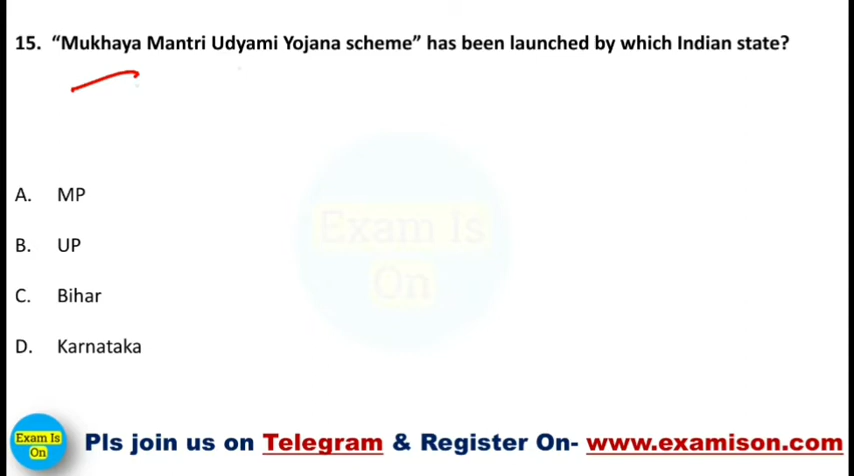 15. “Mukhaya Mantri Udyami Yojana scheme” has been launched by which Indian state?
Exam Is
On
A. MP
B. UP
C. Bihar
D. Karnataka
Exam Is
On
Pls join us on Telegram & Register On- www.examison.com